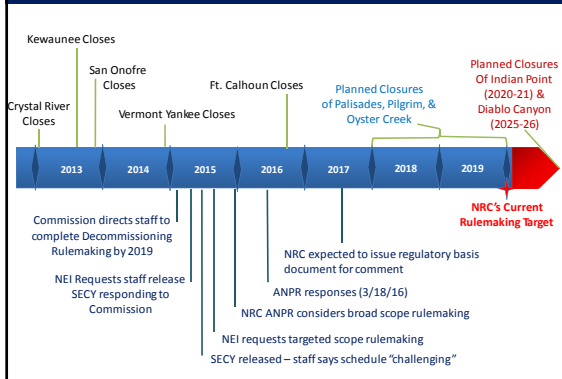 Kewaunee Closes
San Onofre
Closes
Crystal River
Closes
Vermont Yankee Closes
Ft. Calhoun Closes
Planned Closures
of Palisades, Pilgrim, &
Oyster Creek
Planned Closures
Of Indian Point
(2020-21) &
Diablo Canyon
(2025-26)
2013
2014
2015
2016
2017
2018
2019
NRC's Current
Rulemaking Target
Commission directs staff to
complete Decommissioning
Rulemaking by 2019
NRC expected to issue regulatory basis
document for comment
NEI Requests staff release
SECY responding to
Commission
ANPR responses (3/18/16)
NRC ANPR considers broad scope rulemaking
NEI requests targeted scope rulemaking
SECY released – staff says schedule “challenging”